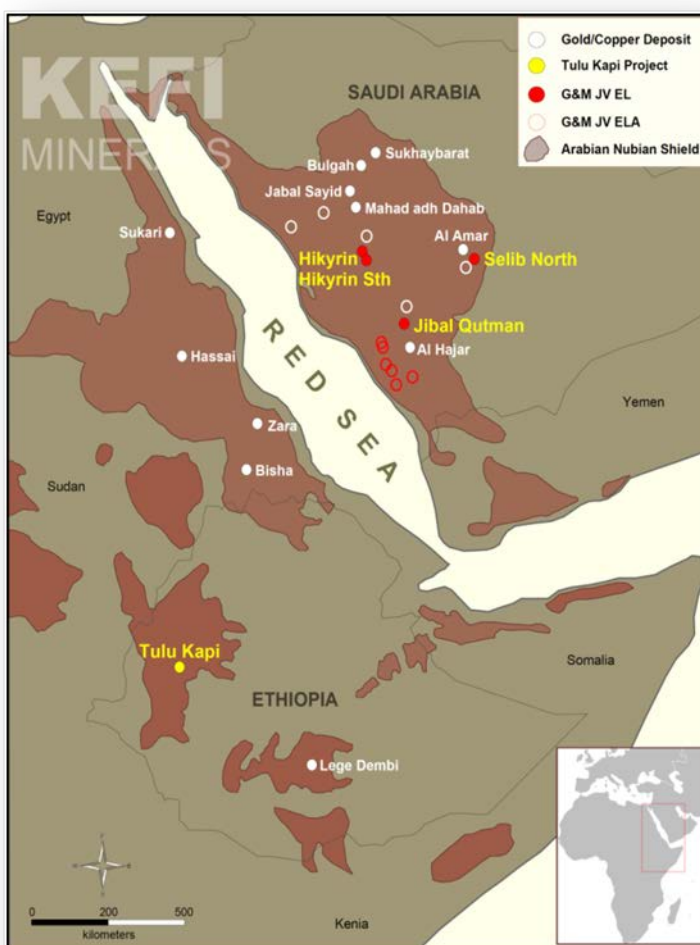 KEFI
MINERALS
Gold/Copper Deposit
Tulu Kapi Project
G&M JV EL
G&M JV ELA
Arabian Nubian Shield
SAUDI ARABIA
Sukhaybarat
Bulgah
Jabal Sayid
Mahad adh Dahab
Egypt
Sukari
Al Amar
Hikyrin
Selib North
Hikyrin Sth
Jibal Qutman
Al Hajar
RED SEA
Hassai
Yemen
Zara
Bisha
Sudan
Tulu Kapi
Somalia
ETHIOPIA
Lege Dembi
0 200 500
kilometers
Kenia